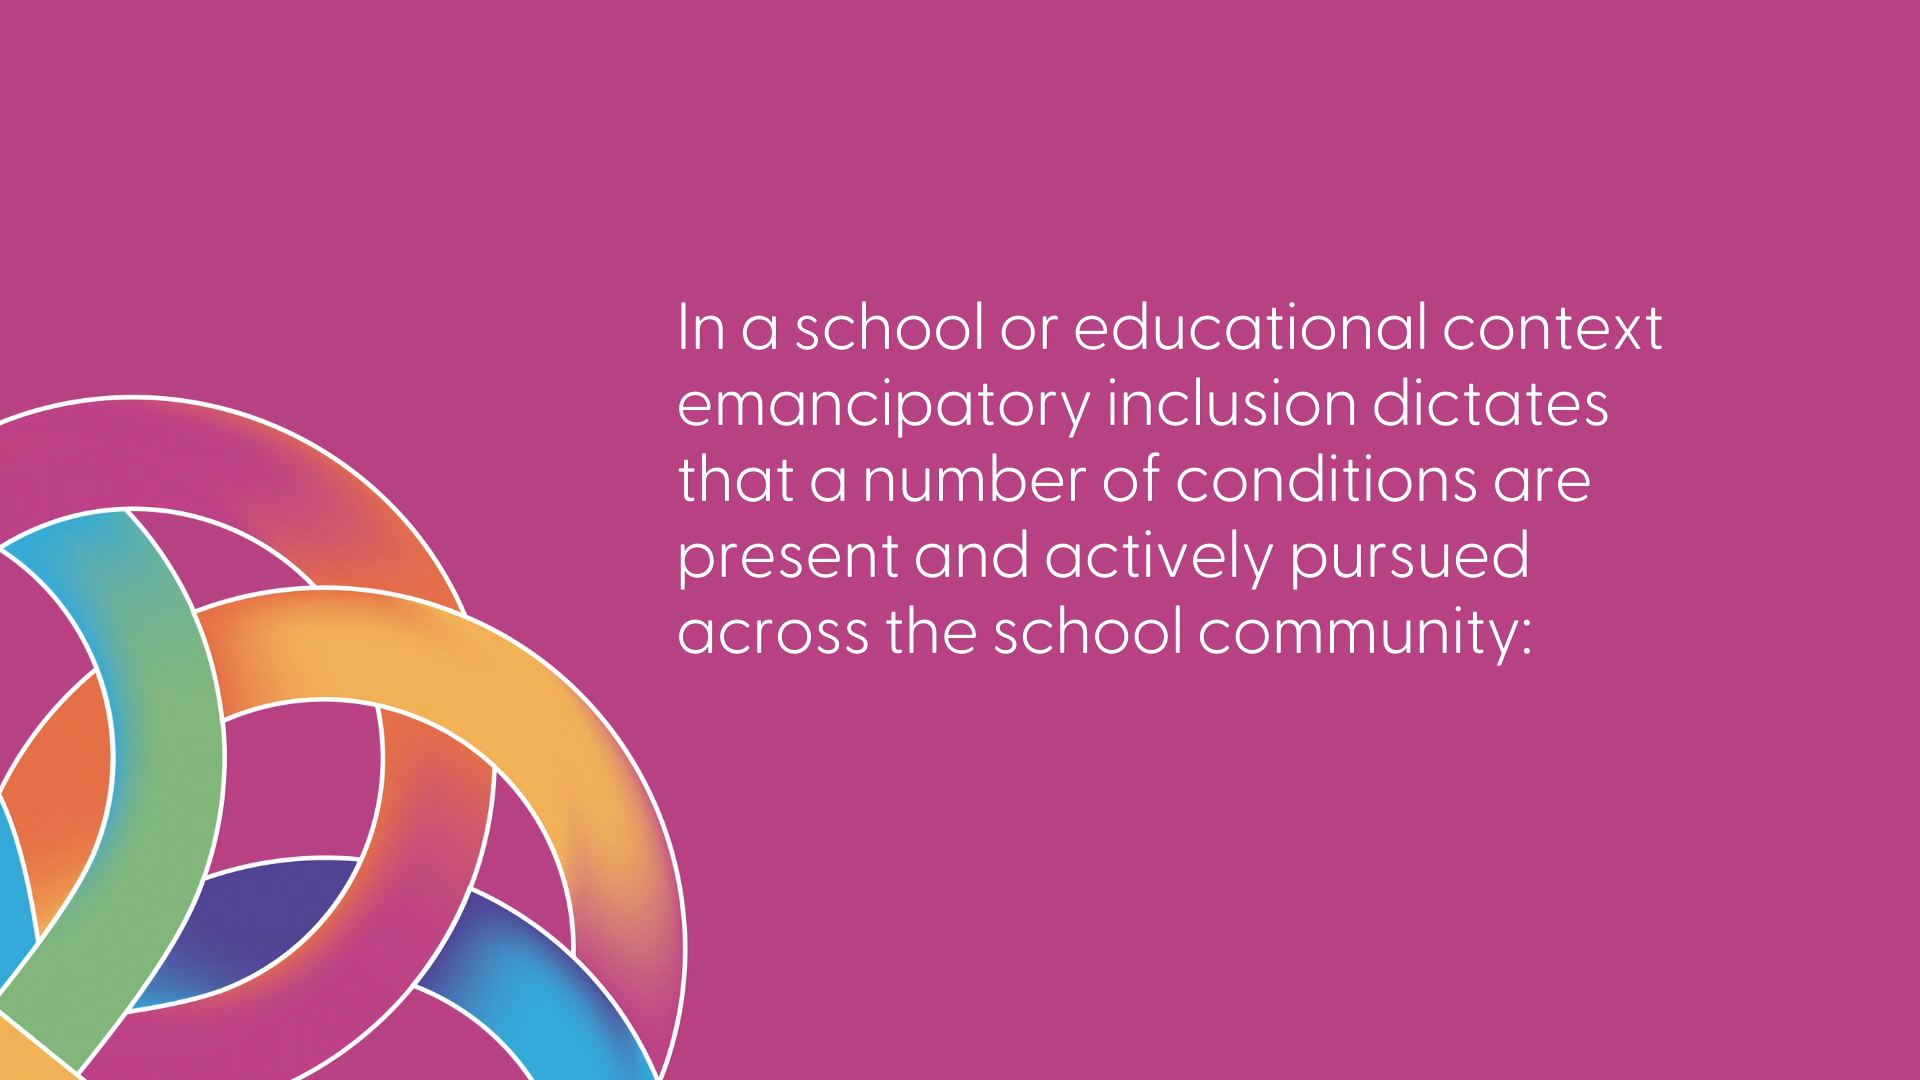 In a school or educational context
emancipatory inclusion dictates
that a number of conditions are
present and actively pursued
across the school community: